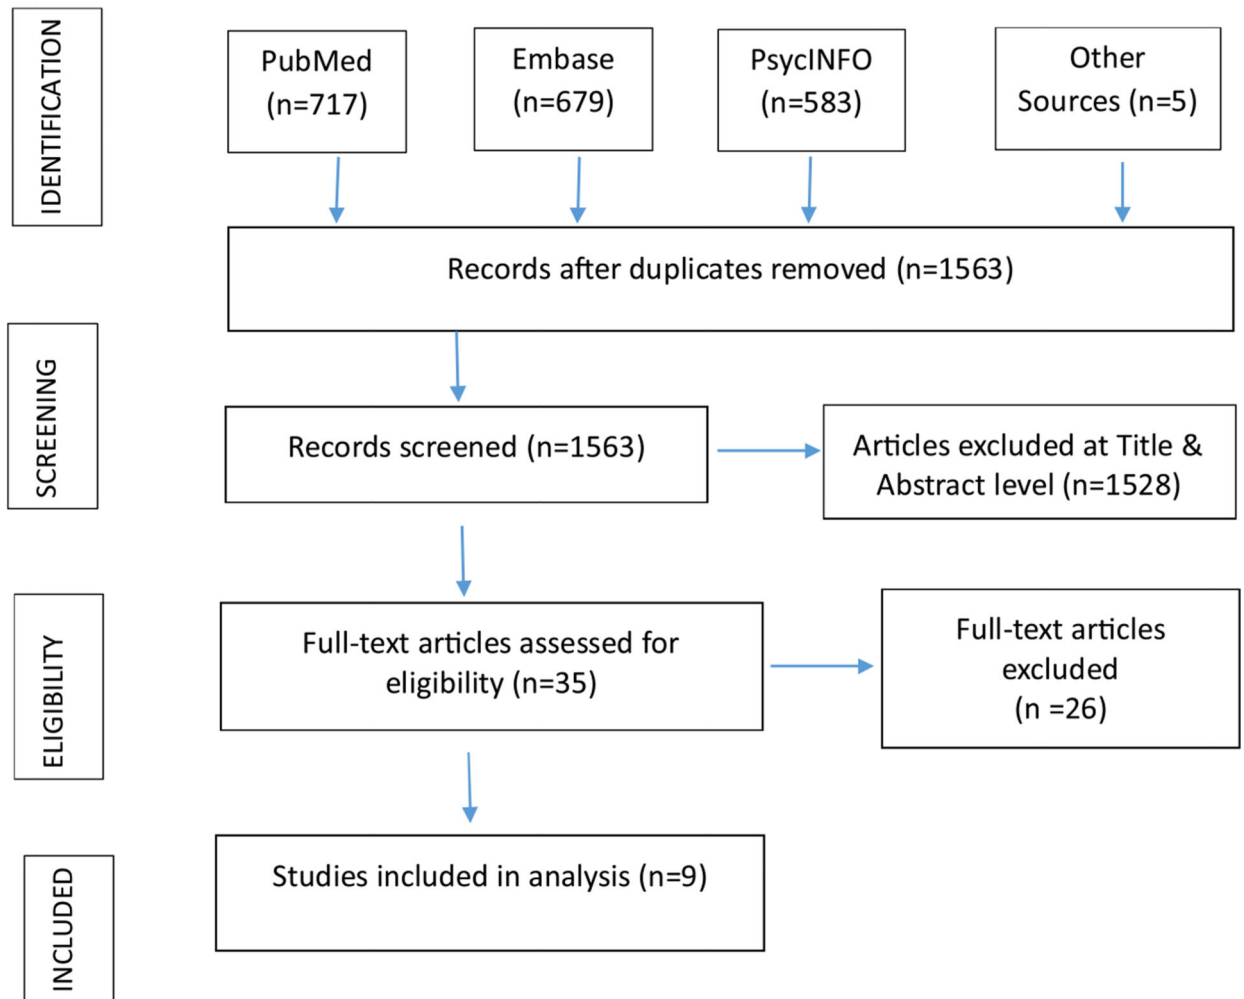 IDENTIFICATION
PubMed
(n=717)
Embase
(n=679)
PsycINFO
(n=583)
Other
Sources (n=5)
Records after duplicates removed (n=1563)
SCREENING
Records screened (n=1563)
Articles excluded at Title &
Abstract level (n=1528)
ELIGIBILITY
Full-text articles assessed for
eligibility (n=35)
Full-text articles
excluded
(n =26)
INCLUDED
Studies included in analysis (n=9)